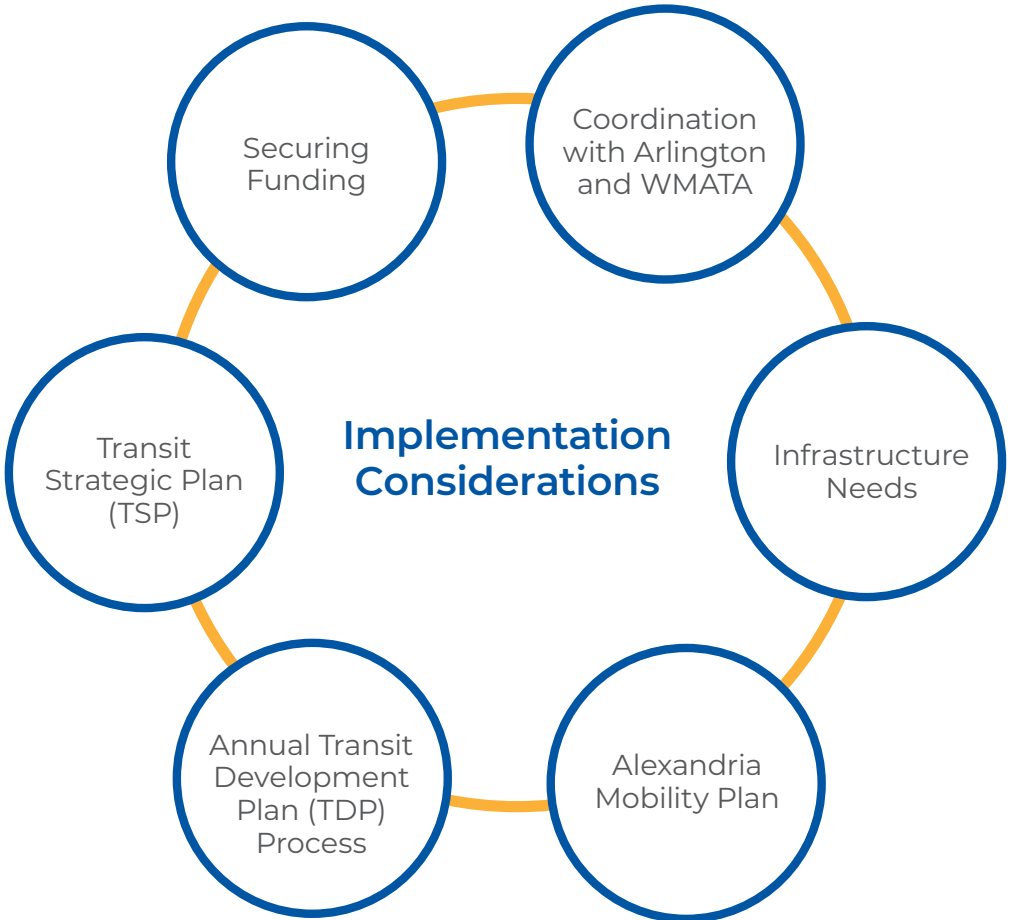 Securing
Funding
Coordination
with Arlington
and WMATA
Infrastructure
Needs
Alexandria
Mobility Plan
Annual Transit
Development
Plan (TDP)
Process
Transit
Strategic Plan
(TSP)
Implementation
Considerations